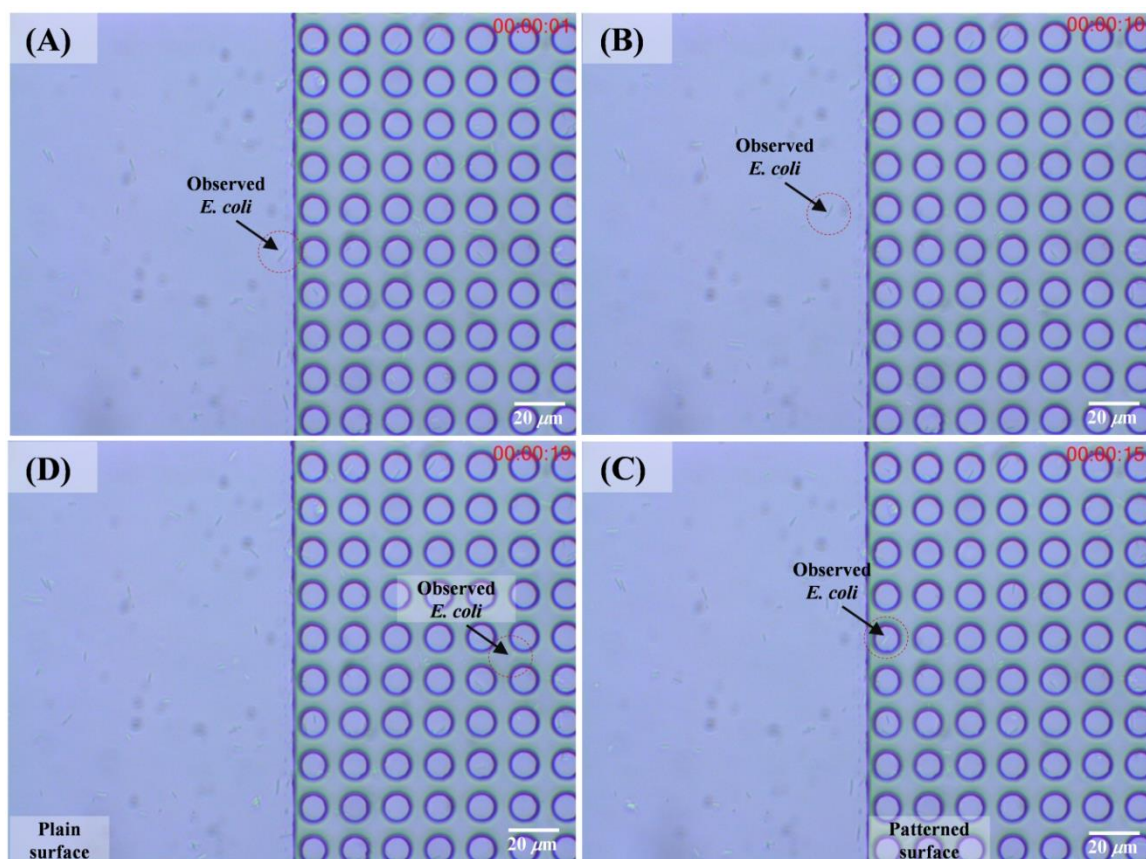 (A)
00:00:01
Observed
E. coli
20 μm
(B)
00:00:10
Observed
E. coli
20 μm
(D)
00:00:19
Observed
E. coli
Plain
surface
20 μm
(C)
00:00:15
Observed
E. coli
Patterned
surface
20 μm